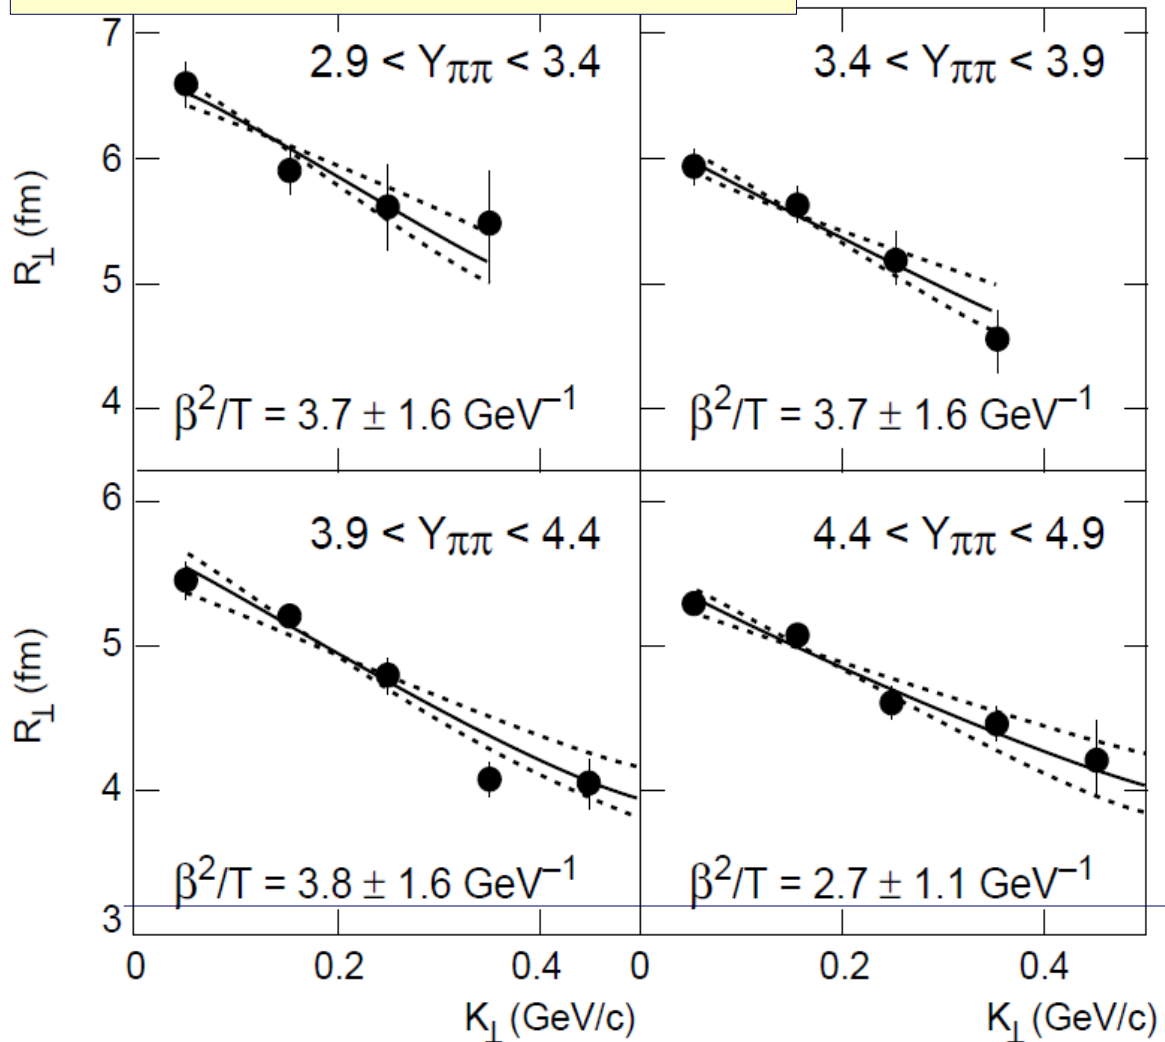 7
6
5
4
R⊥ (fm)
2.9 < Yππ < 3.4
β²/T = 3.7 ± 1.6 GeV⁻¹
3.4 < Yππ < 3.9
β²/T = 3.7 ± 1.6 GeV⁻¹
6
5
4
3
R⊥ (fm)
3.9 < Yππ < 4.4
β²/T = 3.8 ± 1.6 GeV⁻¹
4.4 < Yππ < 4.9
β²/T = 2.7 ± 1.1 GeV⁻¹
0 0.2 0.4 0 0.2 0.4
K⊥ (GeV/c) K⊥ (GeV/c)